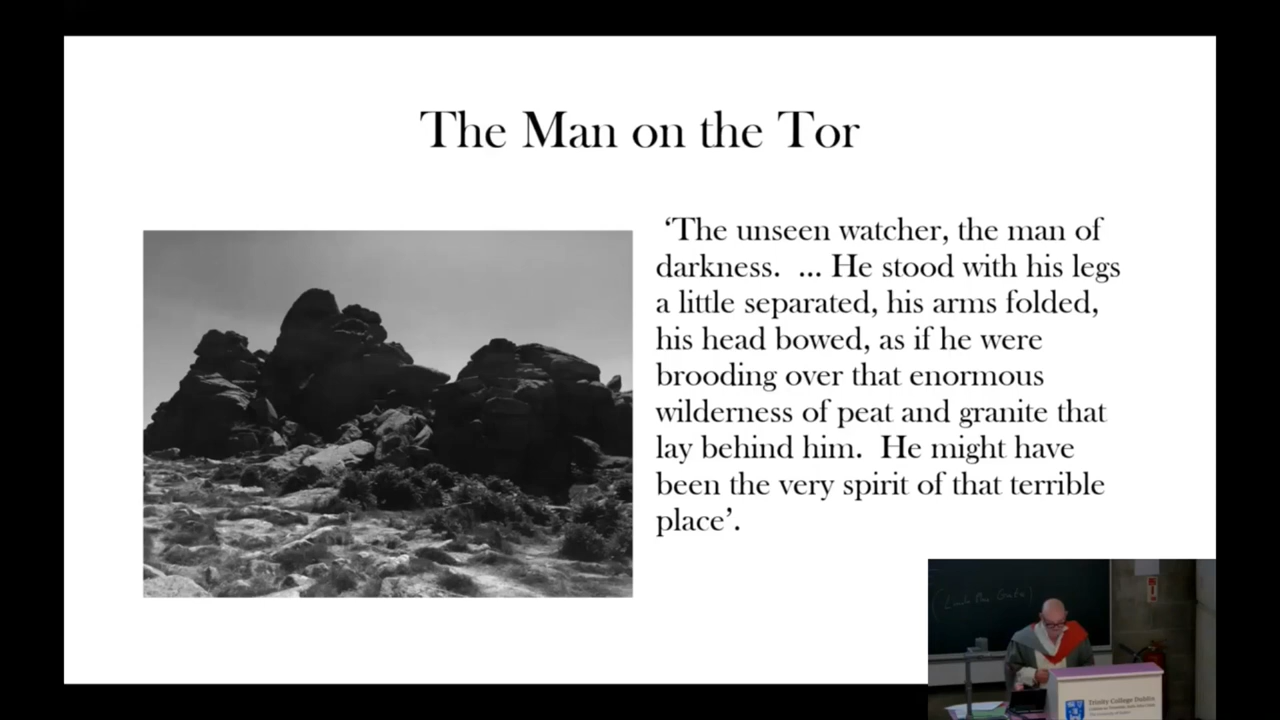 The Man on the Tor
‘The unseen watcher, the man of
darkness.  ... He stood with his legs
a little separated, his arms folded,
his head bowed, as if he were
brooding over that enormous
wilderness of peat and granite that
lay behind him.  He might have
been the very spirit of that terrible
place’.
Trinity College Dublin